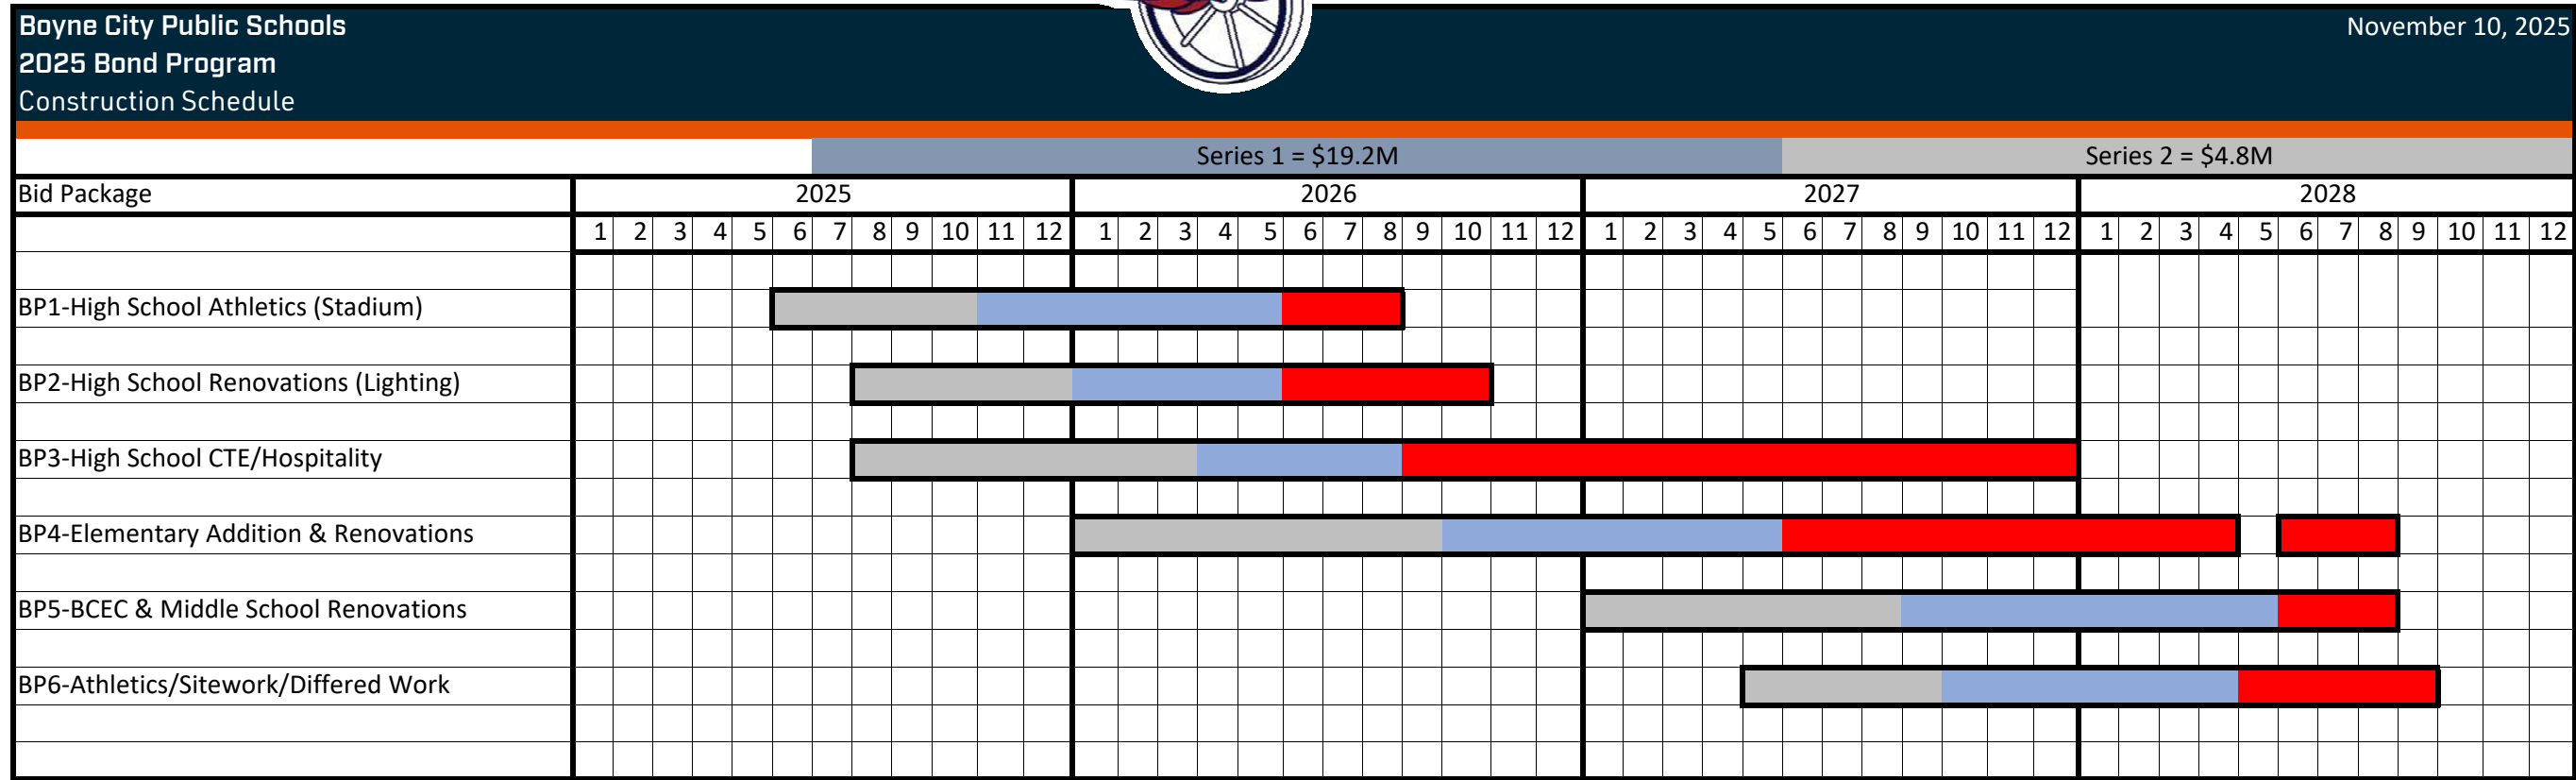 Boyne City Public Schools
November 10, 2025
2025 Bond Program
Construction Schedule
Series 1 = $19.2M
Series 2 = $4.8M
Bid Package 2025 2026 2027 2028
1 2 3 4 5 6 7 8 9 10 11 12 1 2 3 4 5 6 7 8 9 10 11 12 1 2 3 4 5 6 7 8 9 10 11 12 1 2 3 4 5 6 7 8 9 10 11 12
BP1-High School Athletics (Stadium)
BP2-High School Renovations (Lighting)
BP3-High School CTE/Hospitality
BP4-Elementary Addition & Renovations
BP5-BCEC & Middle School Renovations
BP6-Athletics/Sitework/Differed Work